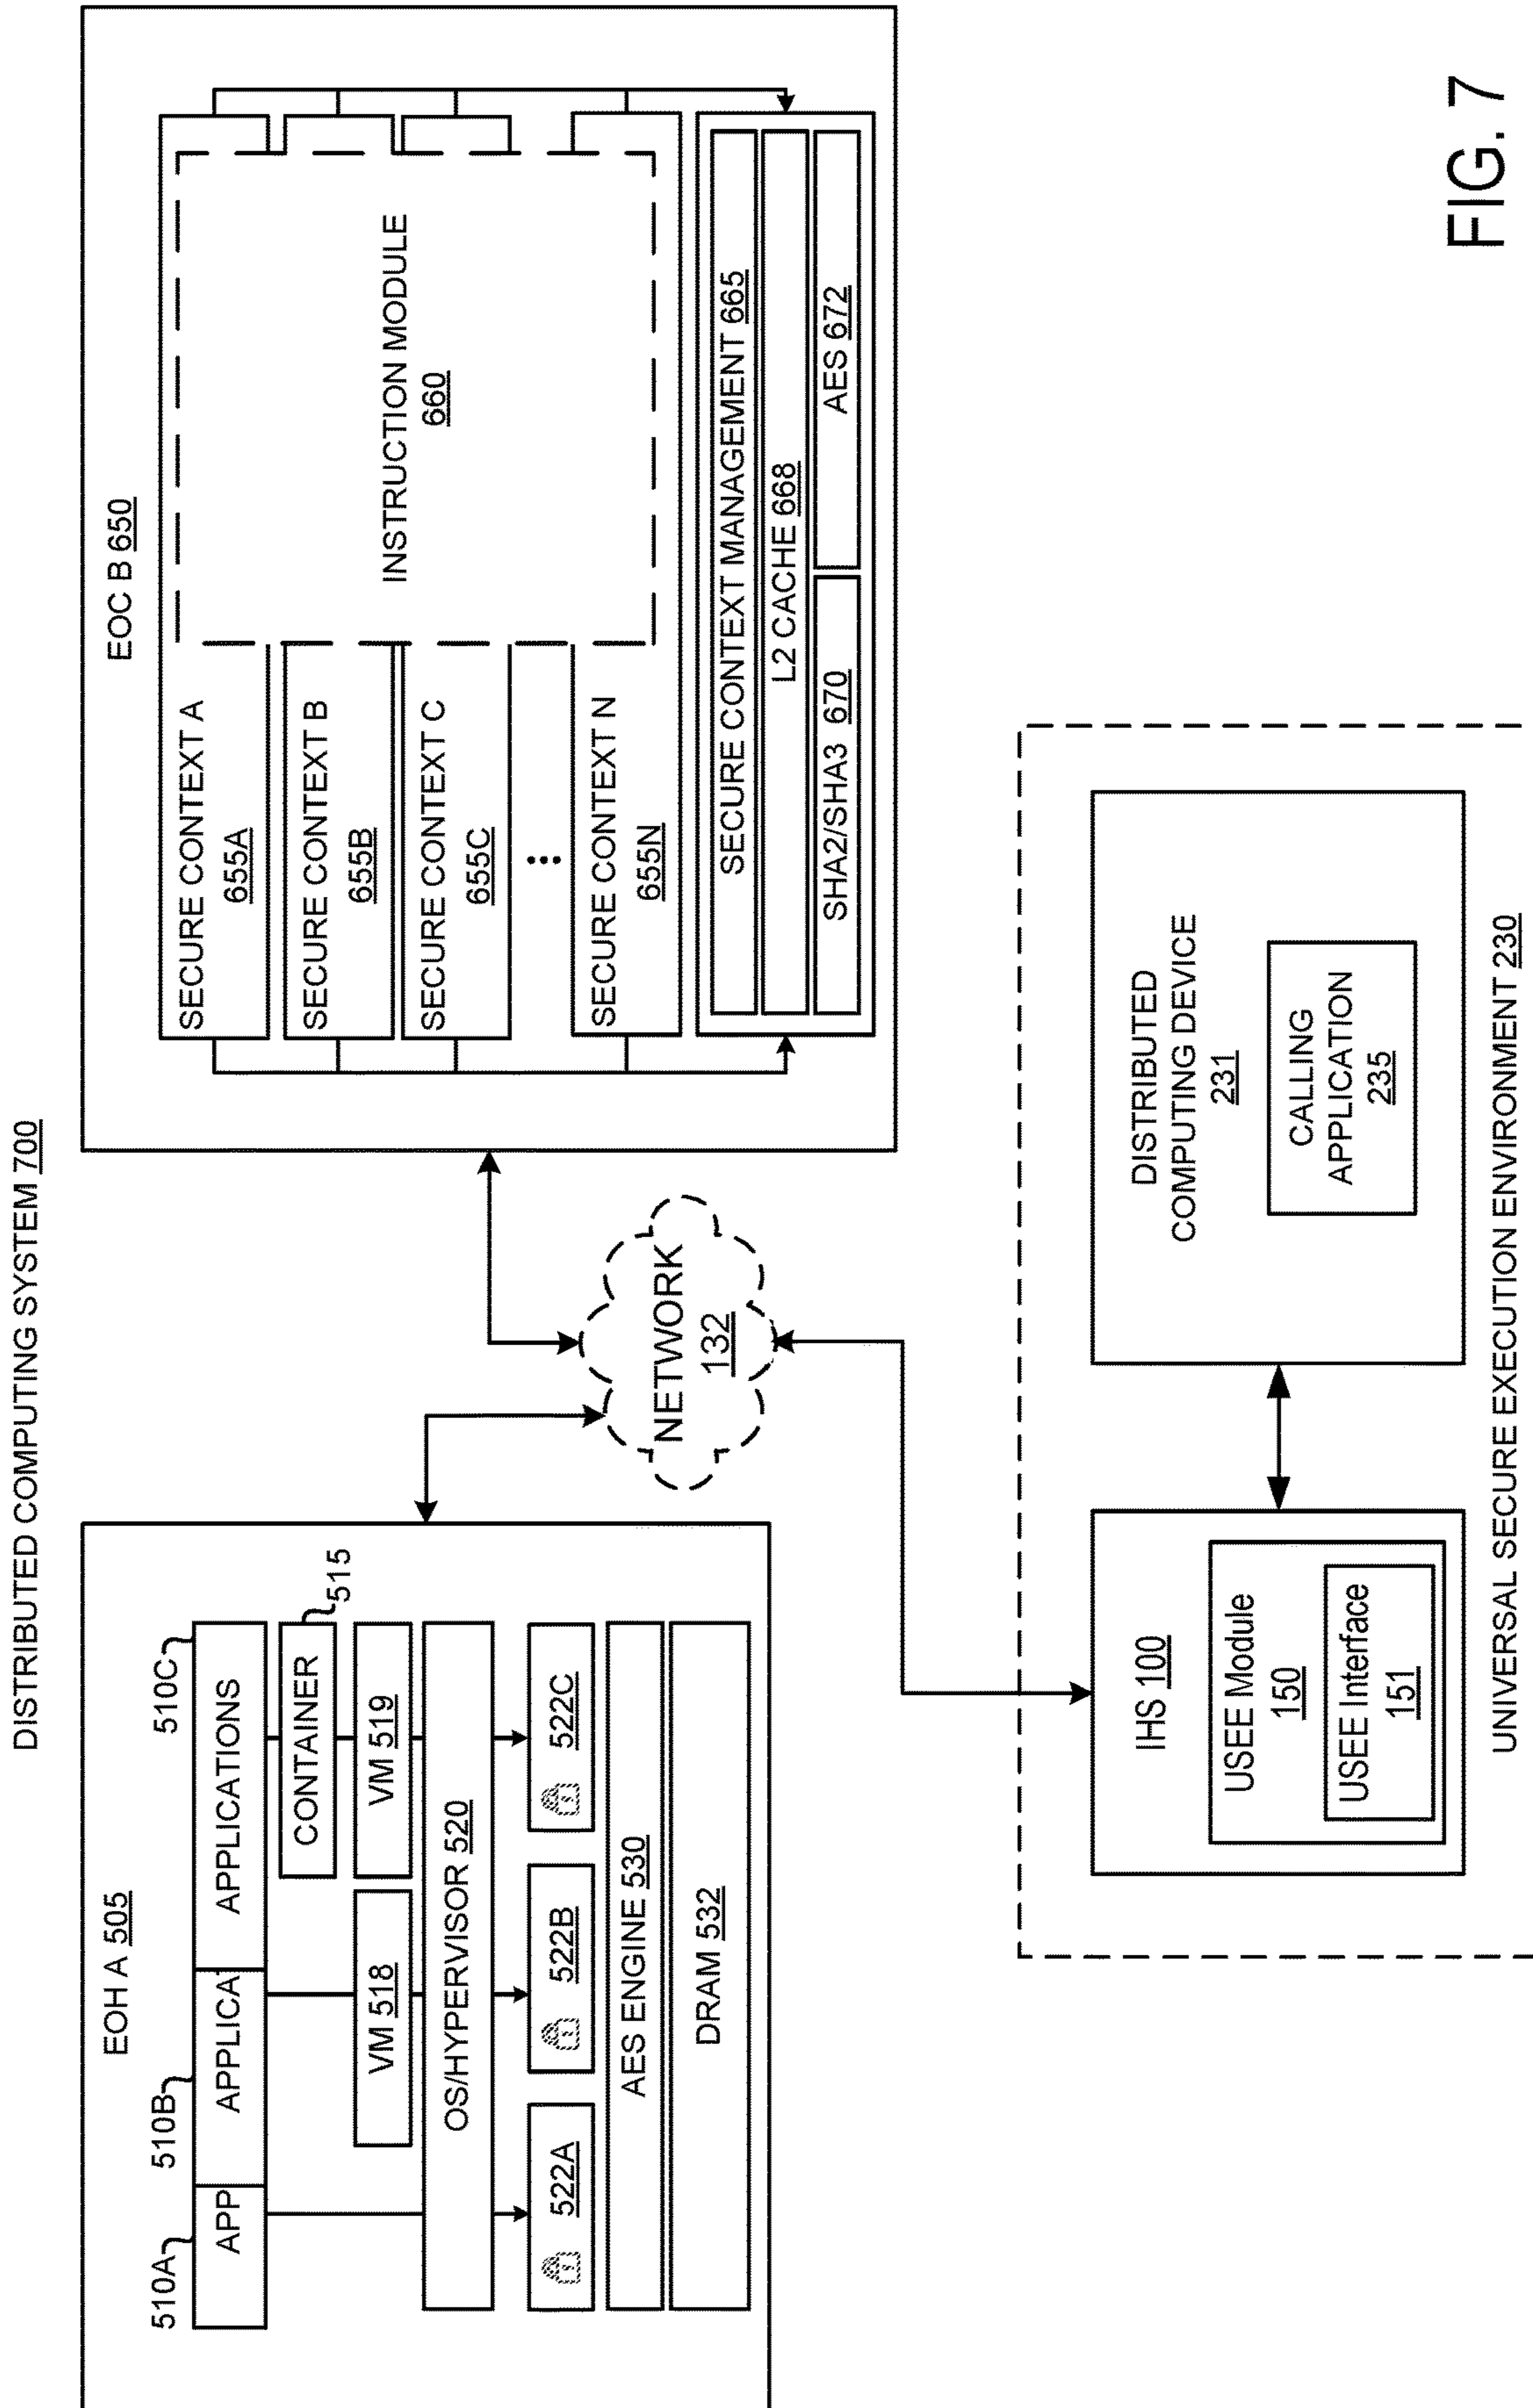 DISTRIBUTED COMPUTING SYSTEM 700
EOH A 505
510A
510B
510C
APP
APPLICA
APPLICATIONS
CONTAINER
515
VM 518
VM 519
OS/HYPERVISOR 520
522A
522B
522C
AES ENGINE 530
DRAM 532
NETWORK
132
EOC B 650
SECURE CONTEXT A
655A
SECURE CONTEXT B
655B
SECURE CONTEXT C
655C
...
SECURE CONTEXT N
655N
INSTRUCTION MODULE
660
SECURE CONTEXT MANAGEMENT 665
L2 CACHE 668
SHA2/SHA3 670
AES 672
IHS 100
USEE Module
150
USEE Interface
151
DISTRIBUTED
COMPUTING DEVICE
231
CALLING
APPLICATION
235
UNIVERSAL SECURE EXECUTION ENVIRONMENT 230
FIG. 7